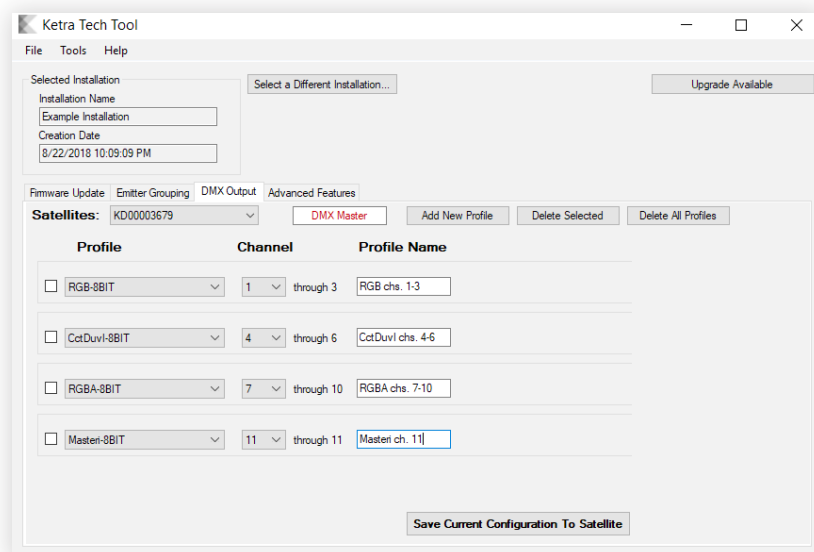 Ketra Tech Tool
File Tools Help
Selected Installation
Installation Name
Example Installation
Creation Date
8/22/2018 10:09:09 PM
Select a Different Installation...
Upgrade Available
Firmware Update Emitter Grouping DMX Output Advanced Features
Satellites: KD00003679 DMX Master Add New Profile Delete Selected Delete All Profiles
Profile Channel Profile Name
RGB-8BIT 1 through 3 RGB chs. 1-3
CctDuvI-8BIT 4 through 6 CctDuvI chs. 4-6
RGBA-8BIT 7 through 10 RGBA chs. 7-10
Masteri-8BIT 11 through 11 Masteri ch. 11
Save Current Configuration To Satellite